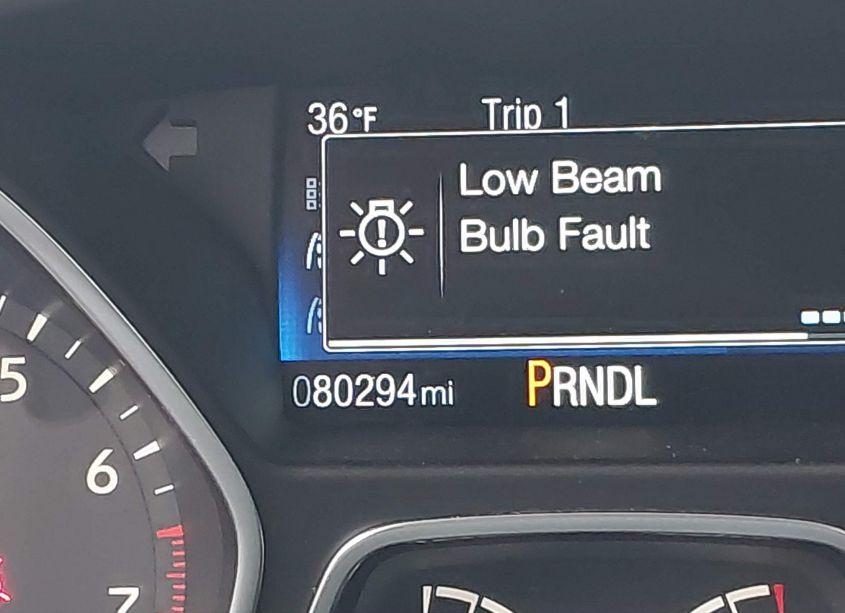 36°F Trip 1
Low Beam
Bulb Fault
080294mi PRNDL
5
6
7